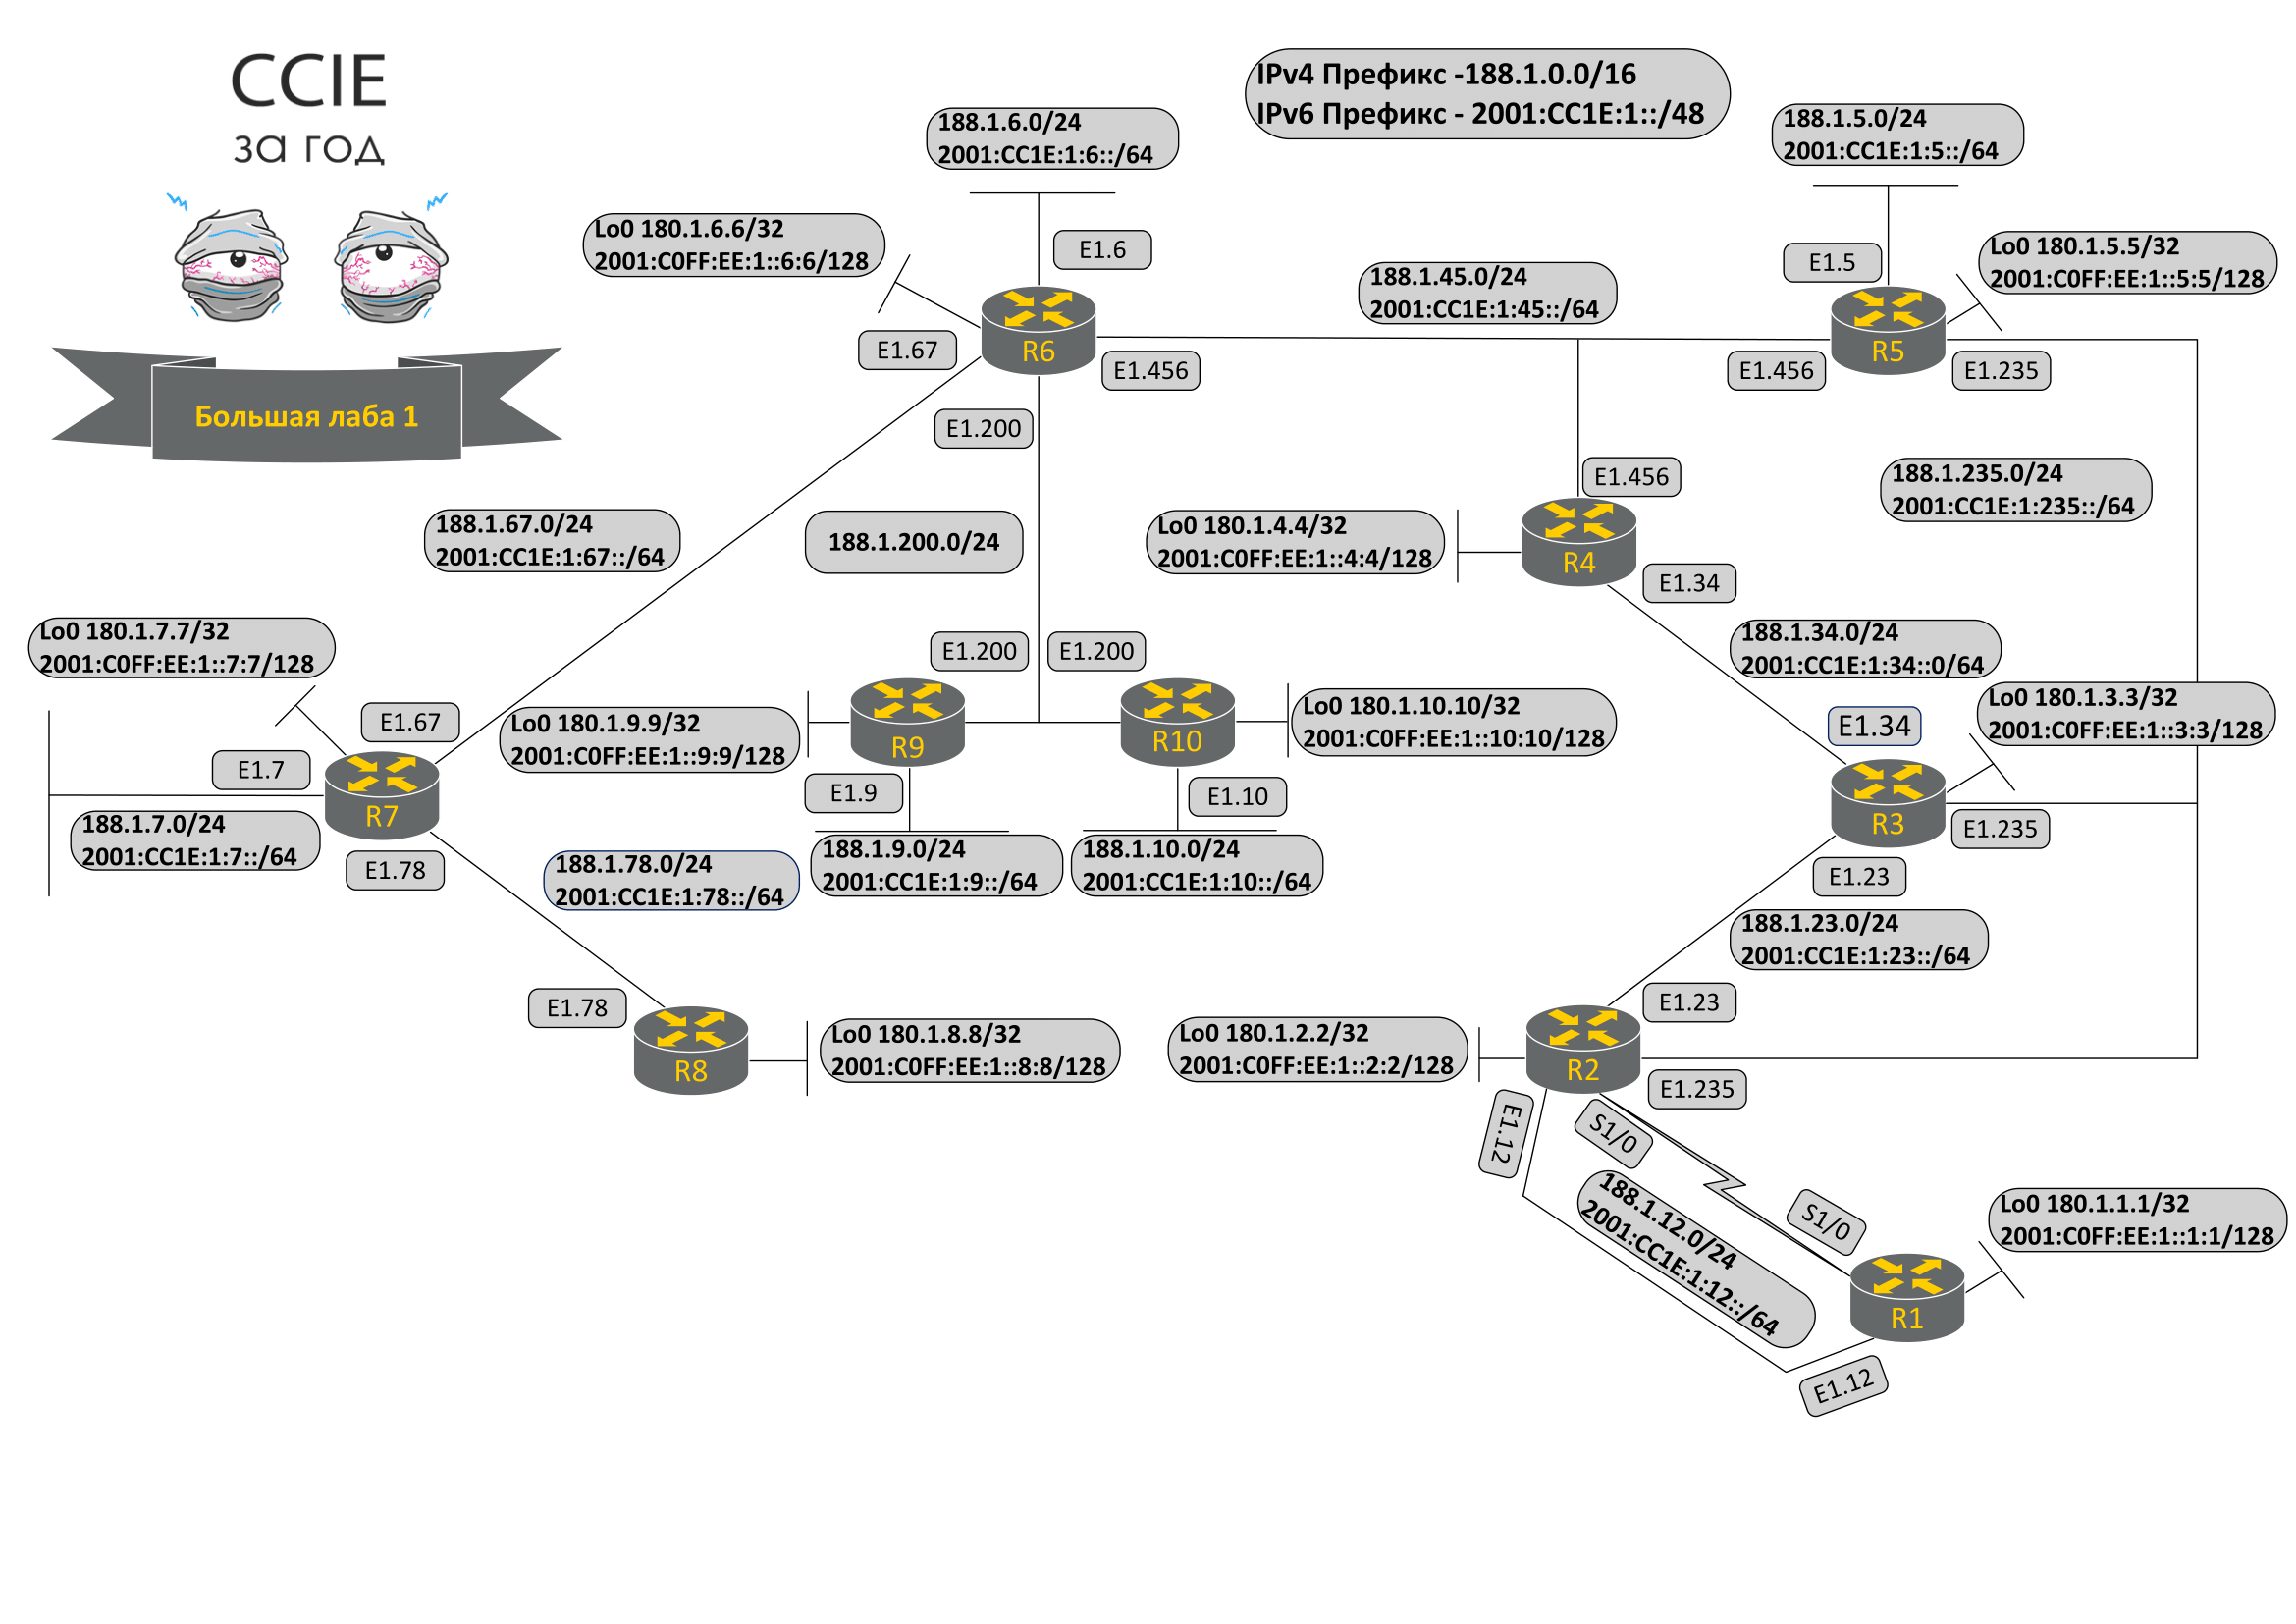 CCIE
за год
Большая лаба 1
IPv4 Префикс -188.1.0.0/16
IPv6 Префикс - 2001:CC1E:1::/48
188.1.6.0/24
2001:CC1E:1:6::/64
188.1.5.0/24
2001:CC1E:1:5::/64
Lo0 180.1.6.6/32
2001:C0FF:EE:1::6:6/128
E1.6
188.1.45.0/24
2001:CC1E:1:45::/64
E1.5
Lo0 180.1.5.5/32
2001:C0FF:EE:1::5:5/128
E1.67
R6
E1.456
E1.456
R5
E1.235
E1.200
E1.456
188.1.235.0/24
2001:CC1E:1:235::/64
188.1.67.0/24
2001:CC1E:1:67::/64
188.1.200.0/24
Lo0 180.1.4.4/32
2001:C0FF:EE:1::4:4/128
R4
E1.34
Lo0 180.1.7.7/32
2001:C0FF:EE:1::7:7/128
E1.200
E1.200
188.1.34.0/24
2001:CC1E:1:34::0/64
E1.67
Lo0 180.1.9.9/32
2001:C0FF:EE:1::9:9/128
R9
R10
Lo0 180.1.10.10/32
2001:C0FF:EE:1::10:10/128
E1.34
Lo0 180.1.3.3/32
2001:C0FF:EE:1::3:3/128
E1.7
R7
E1.9
E1.10
R3
E1.235
188.1.7.0/24
2001:CC1E:1:7::/64
E1.78
188.1.78.0/24
2001:CC1E:1:78::/64
188.1.9.0/24
2001:CC1E:1:9::/64
188.1.10.0/24
2001:CC1E:1:10::/64
E1.23
188.1.23.0/24
2001:CC1E:1:23::/64
E1.78
R8
Lo0 180.1.8.8/32
2001:C0FF:EE:1::8:8/128
Lo0 180.1.2.2/32
2001:C0FF:EE:1::2:2/128
E1.23
R2
E1.235
E1.12
S1/0
188.1.12.0/24
2001:CC1E:1:12::/64
S1/0
Lo0 180.1.1.1/32
2001:C0FF:EE:1::1:1/128
R1
E1.12